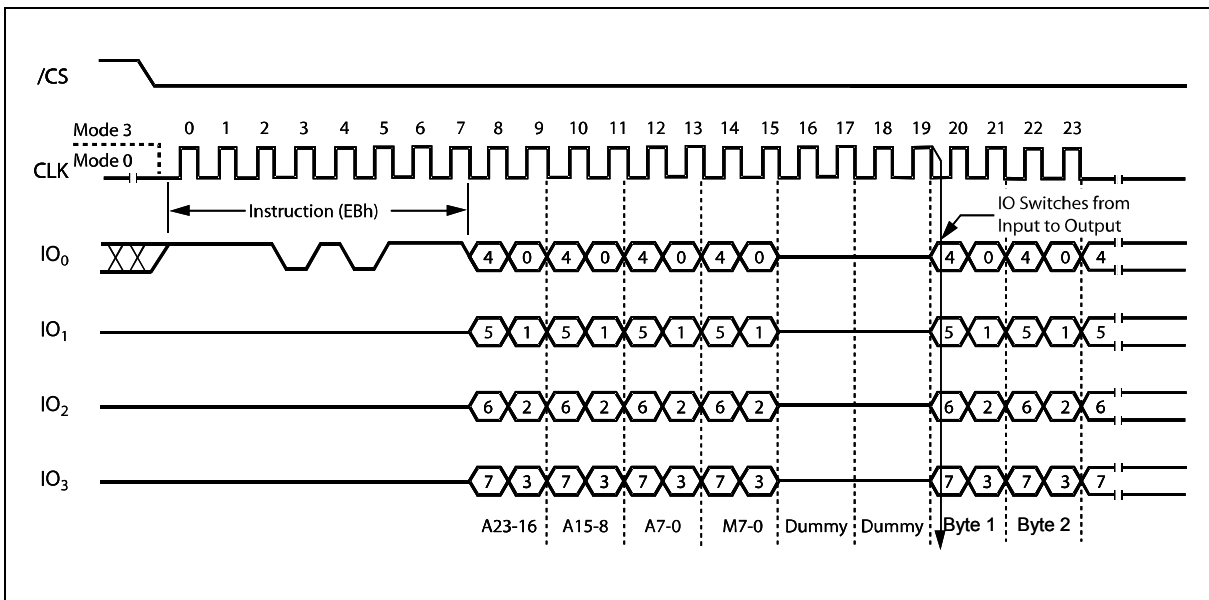 /CS
Mode 3
0 1 2 3 4 5 6 7 8 9 10 11 12 13 14 15 16 17 18 19 20 21 22 23
CLK
Mode 0
Instruction (EBh)
IO Switches from
Input to Output
IO0
4 0 4 0 4 0 4 0 4 0 4 0 4
IO1
5 1 5 1 5 1 5 1 5 1 5 1 5
IO2
6 2 6 2 6 2 6 2 6 2 6 2 6
IO3
7 3 7 3 7 3 7 3 7 3 7 3 7
A23-16 A15-8 A7-0 M7-0 Dummy Dummy Byte 1 Byte 2